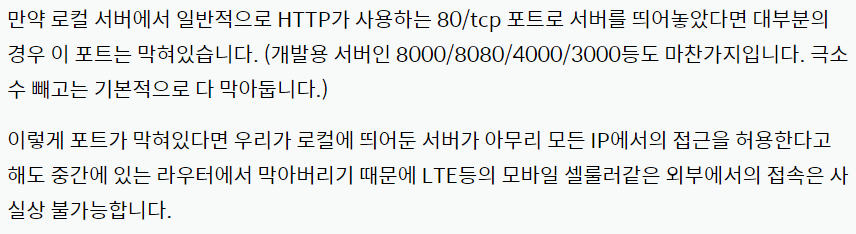 만약 로컬 서버에서 일반적으로 HTTP가 사용하는 80/tcp 포트로 서버를 띄어놓았다면 대부분의
경우 이 포트는 막혀있습니다. (개발용 서버인 8000/8080/4000/3000등도 마찬가지입니다. 극소
수 빼고는 기본적으로 다 막아둡니다.)
이렇게 포트가 막혀있다면 우리가 로컬에 띄어둔 서버가 아무리 모든 IP에서의 접근을 허용한다고
해도 중간에 있는 라우터에서 막아버리기 때문에 LTE등의 모바일 셀룰러같은 외부에서의 접속은 사
실상 불가능합니다.